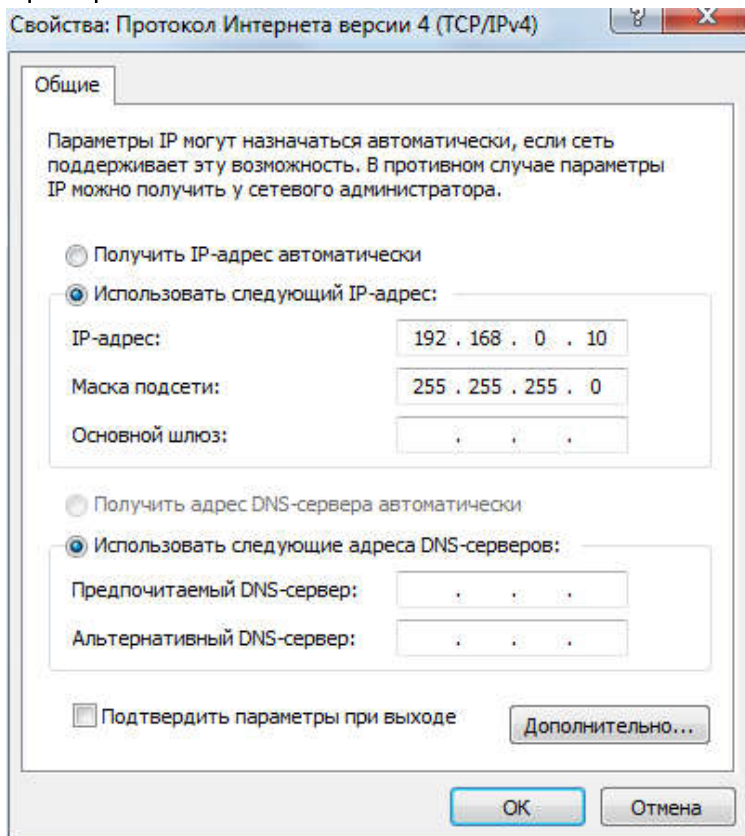 Свойства: Протокол Интернета версии 4 (TCP/IPv4)
Общие
Параметры IP могут назначаться автоматически, если сеть
поддерживает эту возможность. В противном случае параметры
IP можно получить у сетевого администратора.
Получить IP-адрес автоматически
Использовать следующий IP-адрес:
IP-адрес: 192 . 168 . 0 . 10
Маска подсети: 255 . 255 . 255 . 0
Основной шлюз: . . .
Получить адрес DNS-сервера автоматически
Использовать следующие адреса DNS-серверов:
Предпочитаемый DNS-сервер: . . .
Альтернативный DNS-сервер: . . .
Подтвердить параметры при выходе
Дополнительно...
ОК Отмена